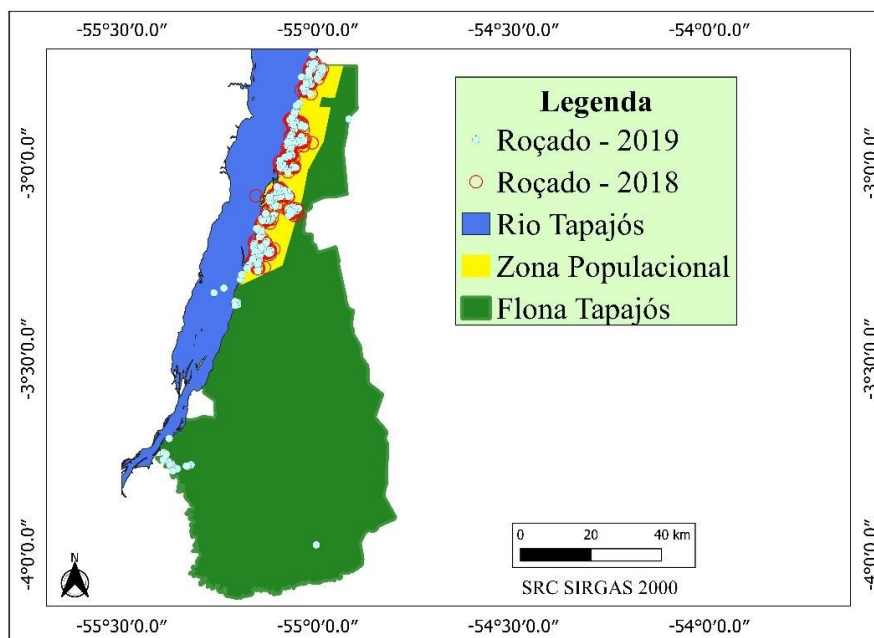 -55°30′0.0″ -55°0′0.0″ -54°30′0.0″ -54°0′0.0″
-3°0′0.0″ -3°0′0.0″
-3°30′0.0″ -3°30′0.0″
-4°0′0.0″ -4°0′0.0″
Legenda
Roçado - 2019
Roçado - 2018
Rio Tapajós
Zona Populacional
Flona Tapajós
N
0 20 40 km
SRC SIRGAS 2000
-55°30′0.0″ -55°0′0.0″ -54°30′0.0″ -54°0′0.0″